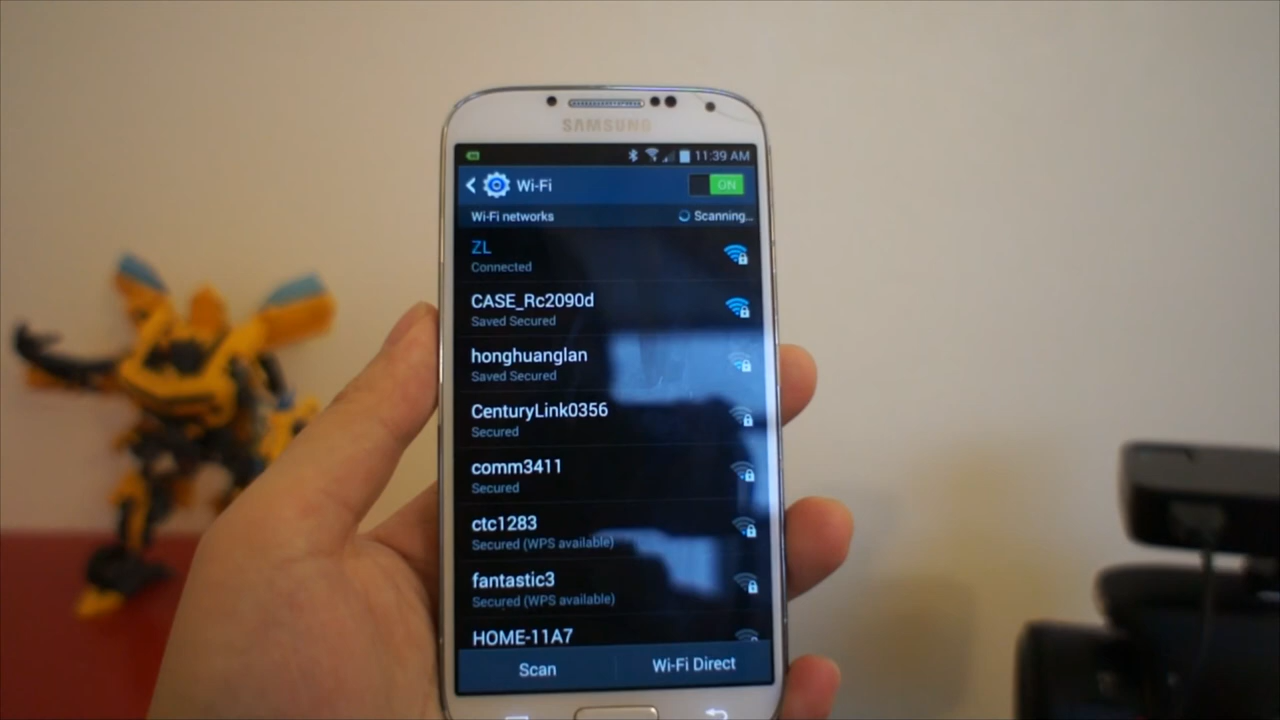 SAMSUNG
11:39 AM
Wi-Fi
ON
Wi-Fi networks
Scanning...
ZL
Connected
CASE_Rc2090d
Saved Secured
honghuanglan
Saved Secured
CenturyLink0356
Secured
comm3411
Secured
ctc1283
Secured (WPS available)
fantastic3
Secured (WPS available)
HOME-11A7
Scan
Wi-Fi Direct